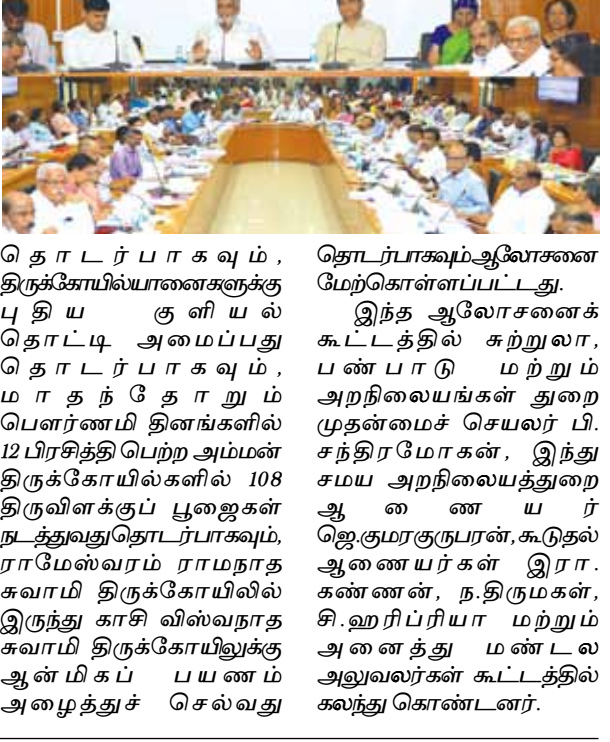 தொடர்பாகவும்,
திருக்கோயில்யானைகளுக்கு
புதிய குளியல்
தொட்டி அமைப்பது
தொடர்பாகவும்,
மாதந்தோறும்
பௌர்ணமி தினங்களில்
12 பிரசித்தி பெற்ற அம்மன்
திருக்கோயில்களில் 108
திருவிளக்குப் பூஜைகள்
நடத்துவதுதொடர்பாகவும்,
ராமேஸ்வரம் ராமநாத
சுவாமி திருக்கோயிலில்
இருந்து காசி விஸ்வநாத
சுவாமி திருக்கோயிலுக்கு
ஆன்மிகப் பயணம்
அழைத்துச் செல்வது
தொடர்பாகவும்ஆலோசனை
மேற்கொள்ளப்பட்டது.
இந்த ஆலோசனைக்
கூட்டத்தில் சுற்றுலா,
பண்பாடு மற்றும்
அறநிலையங்கள் துறை
முதன்மைச் செயலர் பி.
சந்திரமோகன், இந்து
சமய அறநிலையத்துறை
ஆணையர்
ஜெ.குமரகுருபரன்,கூடுதல்
ஆணையர்கள் இரா.
கண்ணன், ந.திருமகள்,
சி.ஹரிப்ரியா மற்றும்
அனைத்து மண்டல
அலுவலர்கள் கூட்டத்தில்
கலந்து கொண்டனர்.